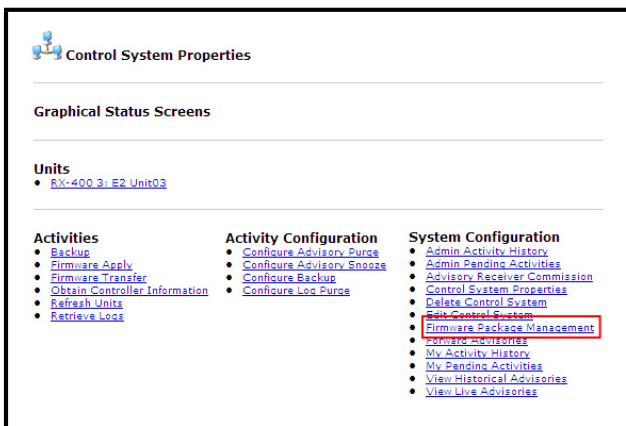 Control System Properties
Graphical Status Screens
Units
RX-400 3: E2 Unit03
Activities
Backup
Firmware Apply
Firmware Transfer
Obtain Controller Information
Refresh Units
Retrieve Logs
Activity Configuration
Configure Advisory Purge
Configure Advisory Snooze
Configure Backup
Configure Log Purge
System Configuration
Admin Activity History
Admin Pending Activities
Advisory Receiver Commission
Control System Properties
Delete Control System
Edit Control System
Firmware Package Management
Forward Advisories
My Activity History
My Pending Activities
View Historical Advisories
View Live Advisories